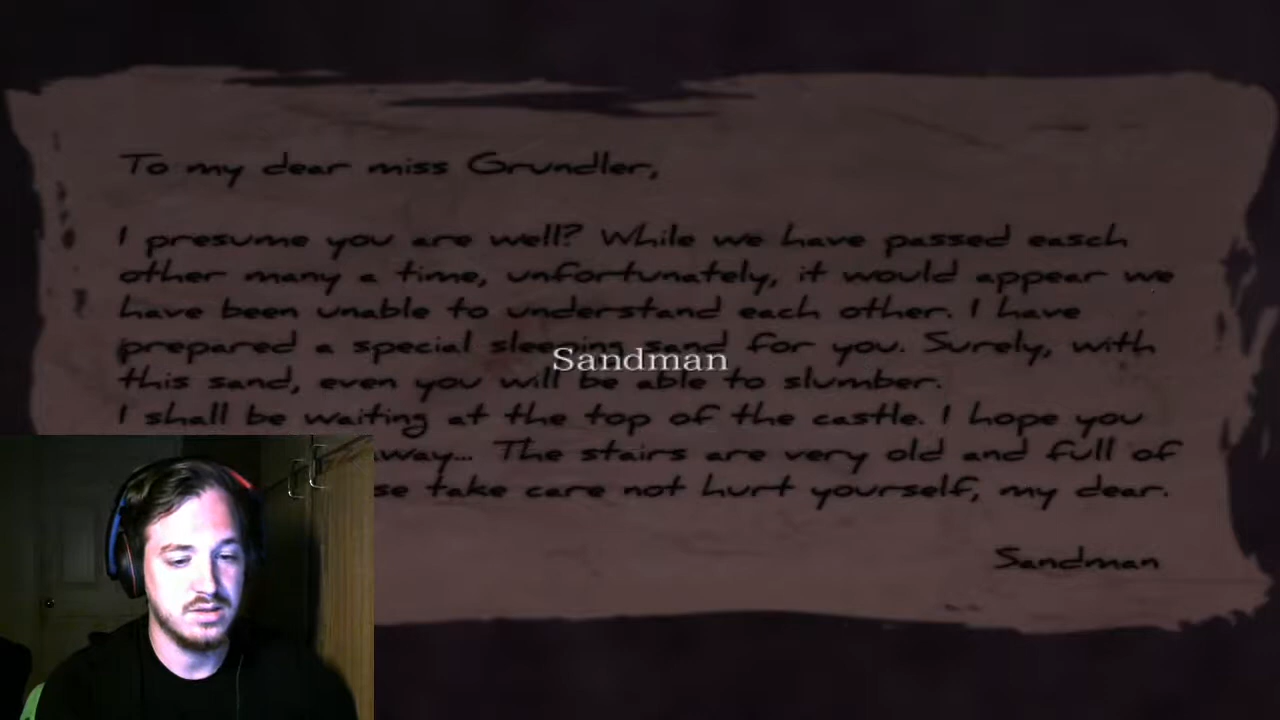 To my dear miss Grundler,
I presume you are well? While we have passed easch
other many a time, unfortunately, it would appear we
have been unable to understand each other. I have
prepared a special sleeping sand for you. Surely, with
Sandman
this sand, even you will be able to slumber.
I shall be waiting at the top of the castle. I hope you
The stairs are very old and full of
take care not hurt yourself, my dear.
Sandman